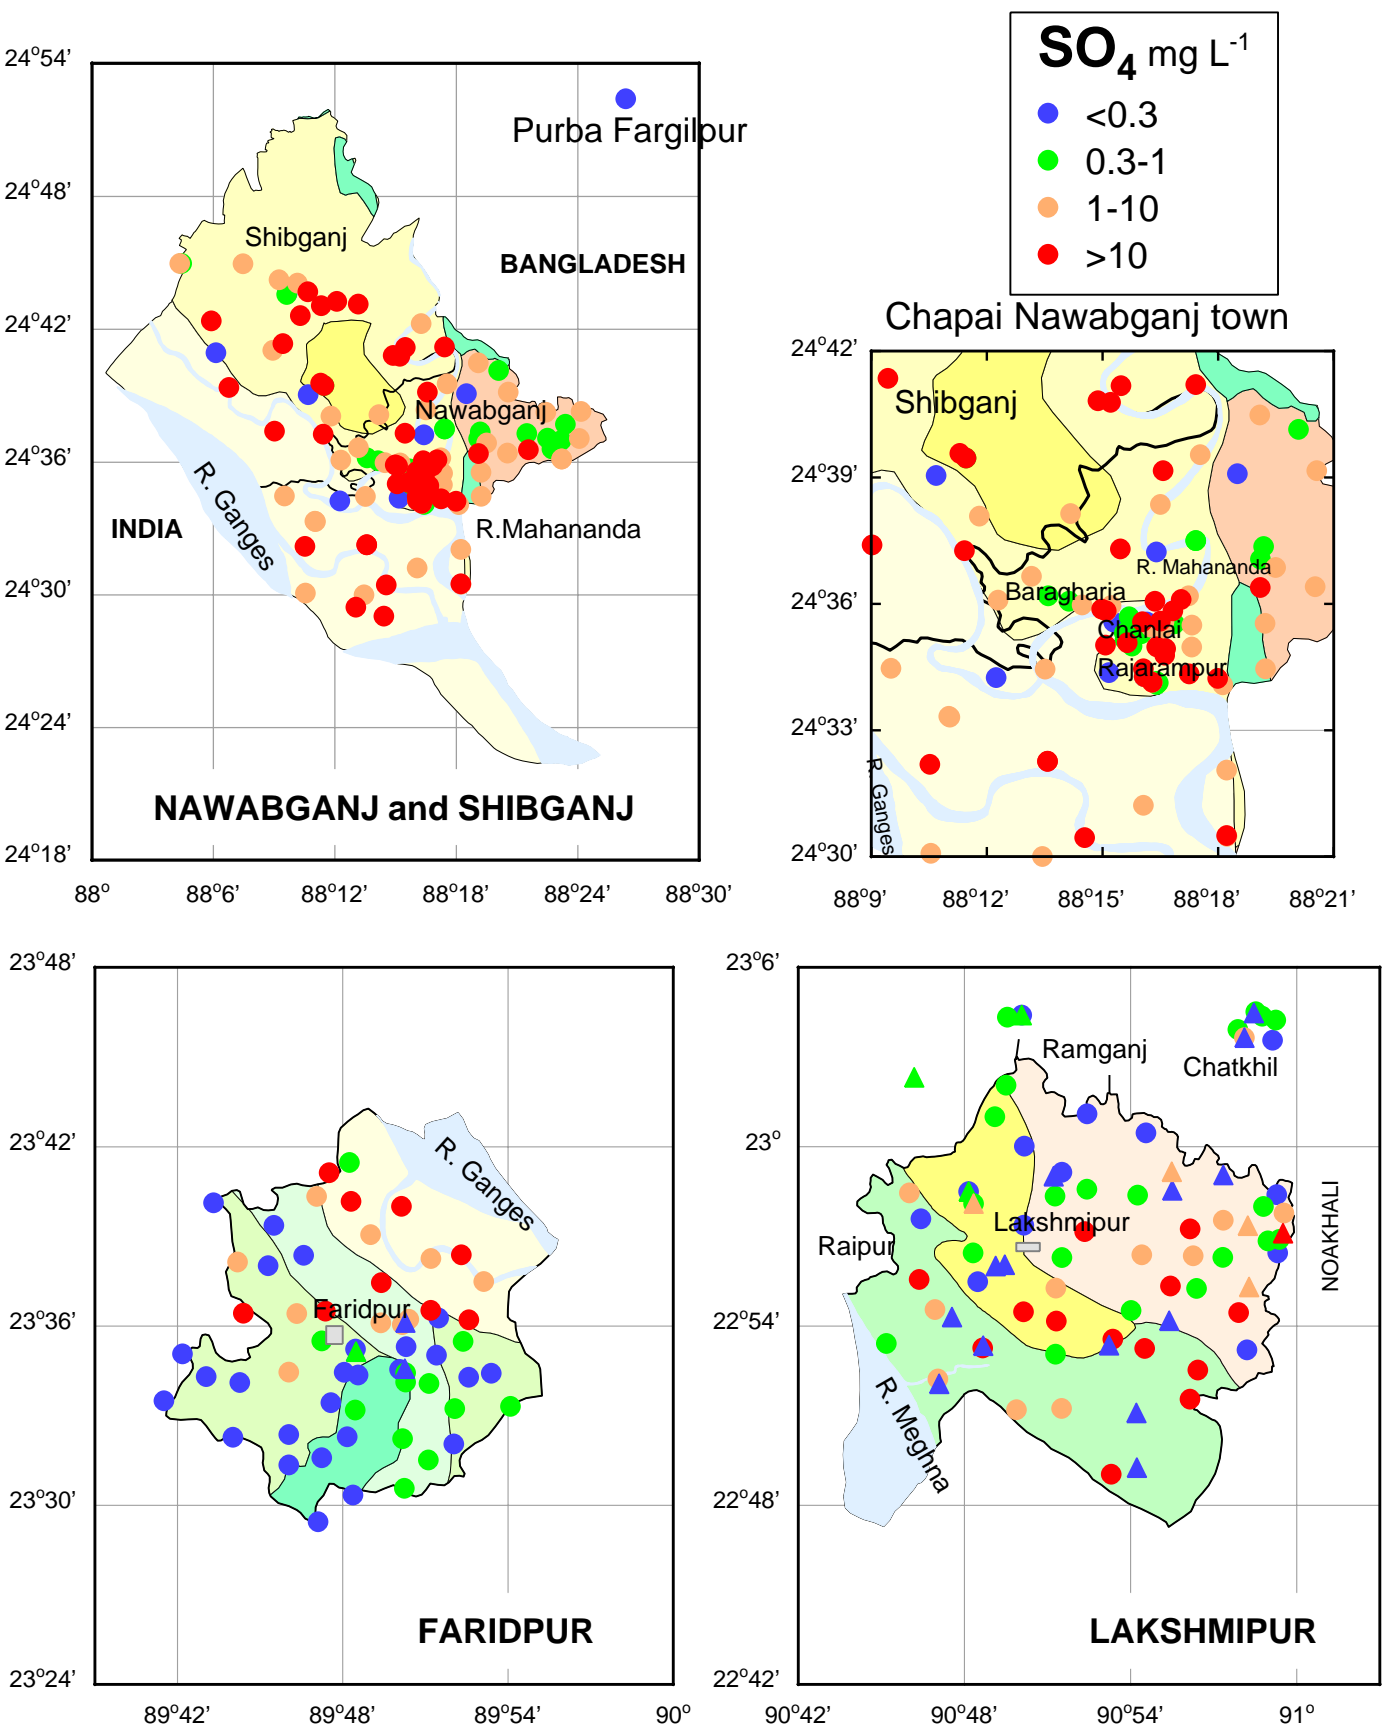 24°54'
24°48'
24°42'
24°36'
24°30'
24°24'
24°18'
88°
88°6'
88°12'
88°18'
88°24'
88°30'
Purba Fargilpur
Shibganj
BANGLADESH
Nawabganj
R. Ganges
INDIA
R.Mahananda
NAWABGANJ and SHIBGANJ
SO4 mg L-1
<0.3
0.3-1
1-10
>10
Chapai Nawabganj town
24°42'
24°39'
24°36'
24°33'
24°30'
88°9'
88°12'
88°15'
88°18'
88°21'
Shibganj
R. Mahananda
Baragharia
Chanlai
Rajarampur
R. Ganges
23°48'
23°42'
23°36'
23°30'
23°24'
89°42'
89°48'
89°54'
90°
R. Ganges
Faridpur
FARIDPUR
23°6'
23°
22°54'
22°48'
22°42'
90°42'
90°48'
90°54'
91°
Ramganj
Chatkhil
Lakshmipur
Raipur
NOAKHALI
R. Meghna
LAKSHMIPUR